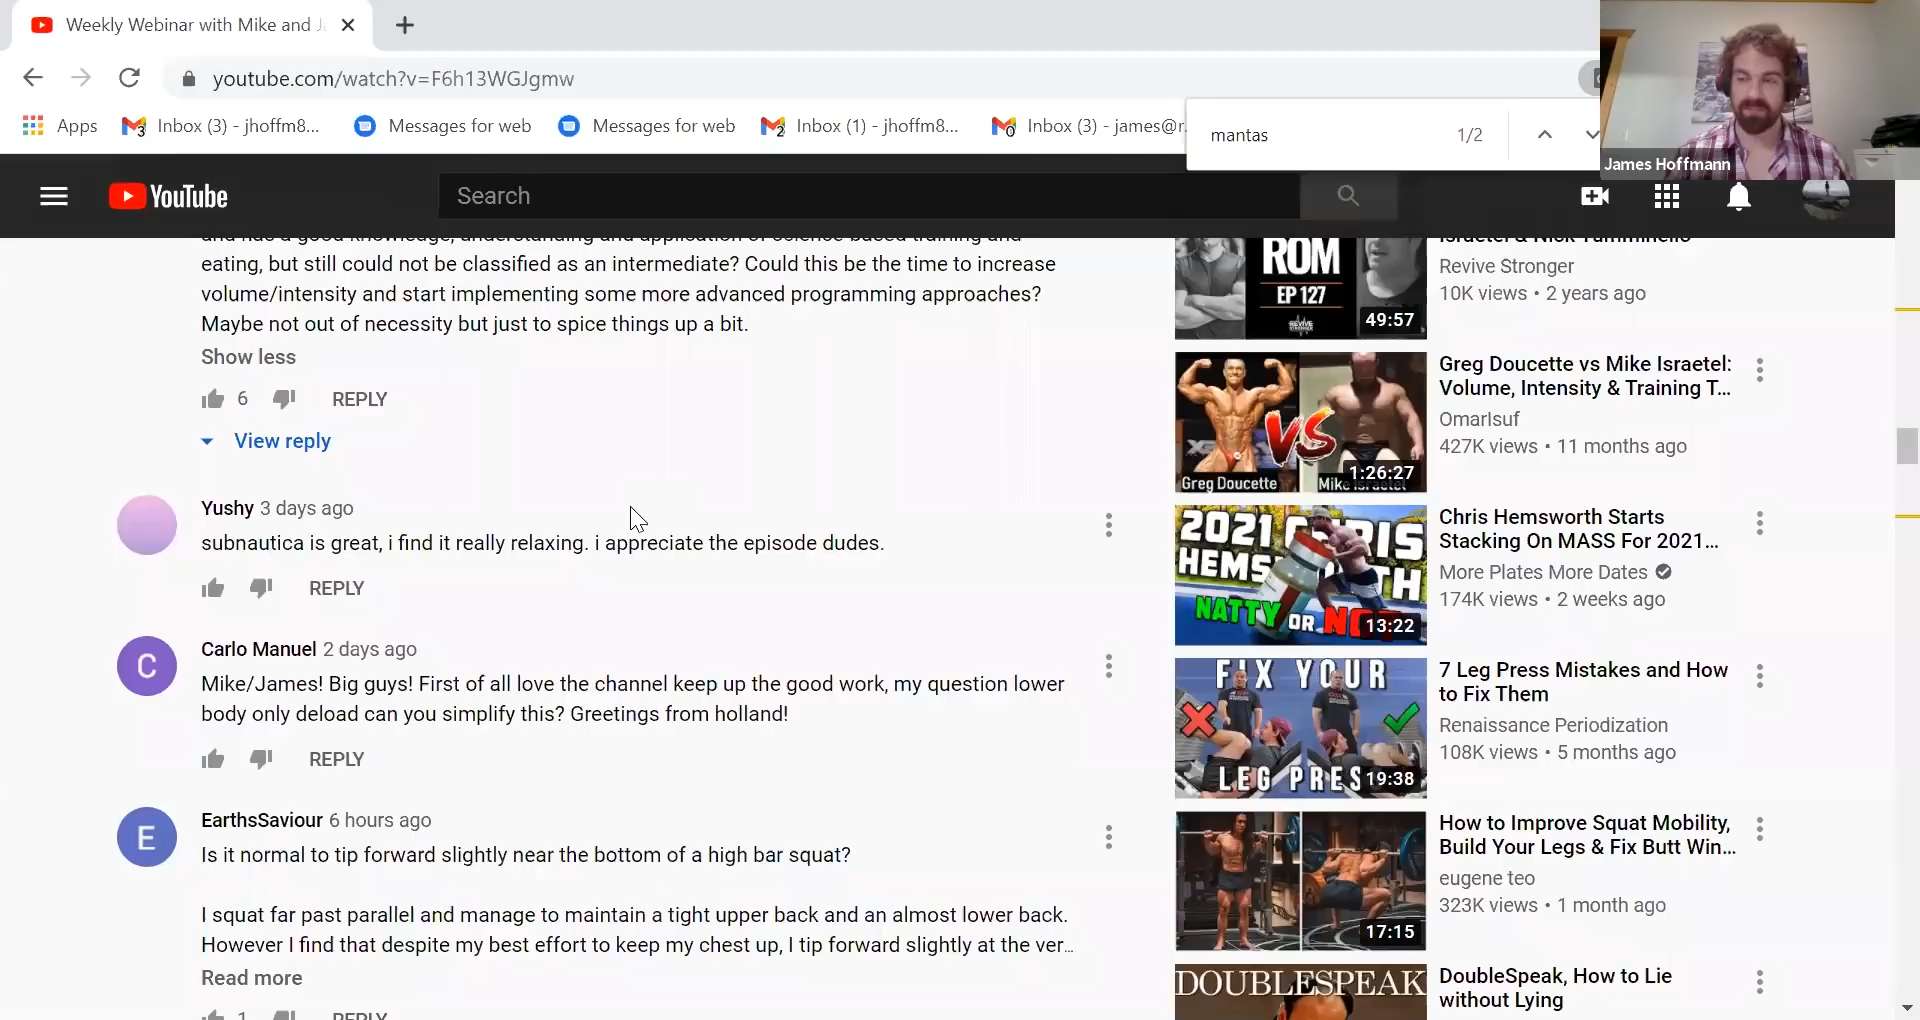 Weekly Webinar with Mike and J
youtube.com/watch?v=F6h13WGJgmw
Apps
3
Inbox (3) - jhoffm8...
Messages for web
Messages for web
2
Inbox (1) - jhoffm8...
0
Inbox (3) - james@r.
mantas
1/2
James Hoffmann
YouTube
Search
and has a good knowledge, understanding and application of science based training and
eating, but still could not be classified as an intermediate? Could this be the time to increase
volume/intensity and start implementing some more advanced programming approaches?
Maybe not out of necessity but just to spice things up a bit.
Show less
6
REPLY
View reply
Yushy 3 days ago
subnautica is great, i find it really relaxing. i appreciate the episode dudes.
REPLY
C
Carlo Manuel 2 days ago
Mike/James! Big guys! First of all love the channel keep up the good work, my question lower
body only deload can you simplify this? Greetings from holland!
REPLY
E
EarthsSaviour 6 hours ago
Is it normal to tip forward slightly near the bottom of a high bar squat?
I squat far past parallel and manage to maintain a tight upper back and an almost lower back.
However I find that despite my best effort to keep my chest up, I tip forward slightly at the ver...
Read more
1
REPLY
ROM
EP 127
REVIVE
STRONGER
49:57
Israetel & Nick Tumminello
Revive Stronger
10K views • 2 years ago
VS
Greg Doucette
Mike Israetel
1:26:27
Greg Doucette vs Mike Israetel:
Volume, Intensity & Training T...
OmarIsuf
427K views • 11 months ago
2021
NATTY OR
13:22
Chris Hemsworth Starts
Stacking On MASS For 2021...
More Plates More Dates
174K views • 2 weeks ago
FIX YOUR
LEG PRES
19:38
7 Leg Press Mistakes and How
to Fix Them
Renaissance Periodization
108K views • 5 months ago
17:15
How to Improve Squat Mobility,
Build Your Legs & Fix Butt Win...
eugene teo
323K views • 1 month ago
DOUBLESPEAK
DoubleSpeak, How to Lie
without Lying